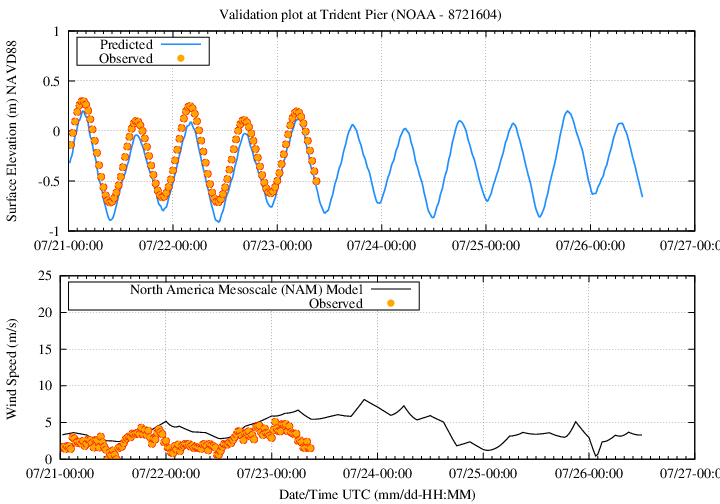 Validation plot at Trident Pier (NOAA - 8721604)
Surface Elevation (m) NAVD88
1
0.5
0
-0.5
-1
Predicted
Observed
07/21-00:00 07/22-00:00 07/23-00:00 07/24-00:00 07/25-00:00 07/26-00:00 07/27-00:00
Wind Speed (m/s)
25
20
15
10
5
0
North America Mesoscale (NAM) Model
Observed
07/21-00:00 07/22-00:00 07/23-00:00 07/24-00:00 07/25-00:00 07/26-00:00 07/27-00:00
Date/Time UTC (mm/dd-HH:MM)